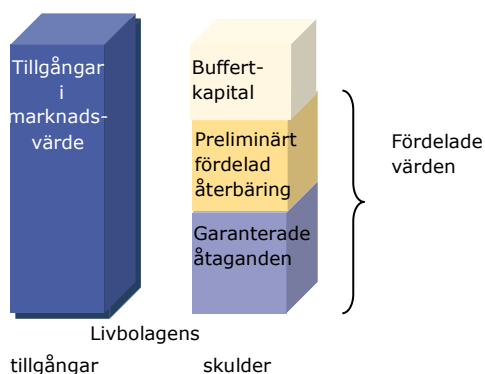 Tillgångar
i
marknads-
värde
Buffert-
kapital
Preliminärt
fördelad
återbäring
Garanterade
åtaganden
Fördelade
värden
Livbolagens
tillgångar
skulder